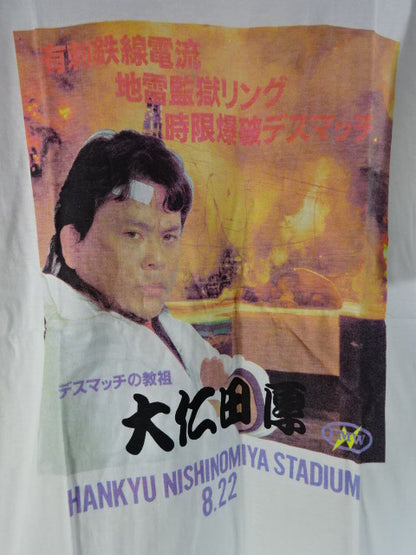 有刺鉄線電流
地雷監獄リング
時限爆破デスマッチ
デスマッチの教祖
大仁田厚
FMW
HANKYU NISHINOMIYA STADIUM
8.22